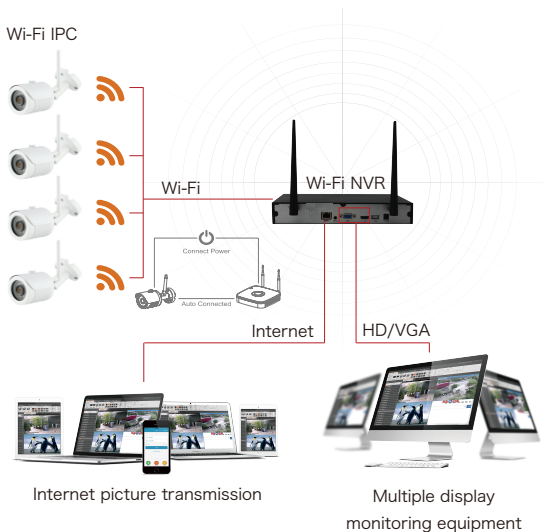 Wi-Fi IPC
Wi-Fi
Wi-Fi NVR
Connect Power
Auto Connected
Internet
HD/VGA
Internet picture transmission
Multiple display
monitoring equipment